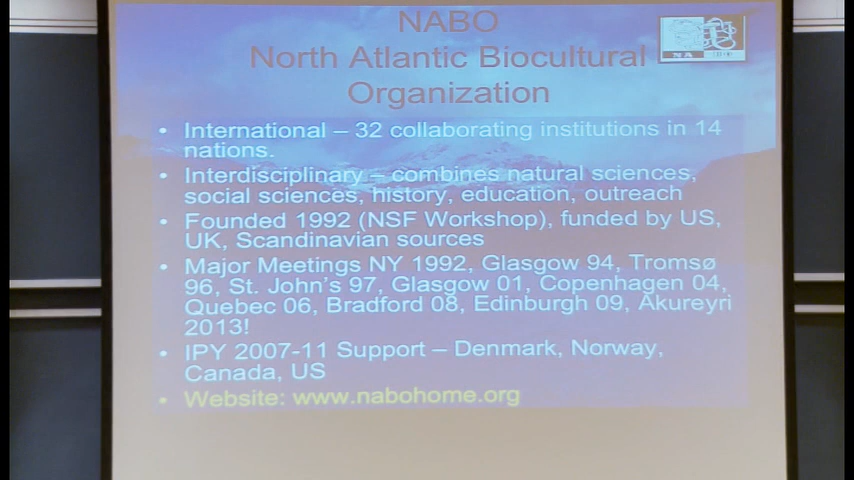 NABO
North Atlantic Biocultural
Organization
• International – 32 collaborating institutions in 14
nations.
• Interdisciplinary – combines natural sciences,
social sciences, history, education, outreach
• Founded 1992 (NSF Workshop), funded by US,
UK, Scandinavian sources
• Major Meetings NY 1992, Glasgow 94, Tromsø
96, St. John's 97, Glasgow 01, Copenhagen 04,
Quebec 06, Bradford 08, Edinburgh 09, Akureyri
2013!
• IPY 2007-11 Support – Denmark, Norway,
Canada, US
• Website: www.nabohome.org